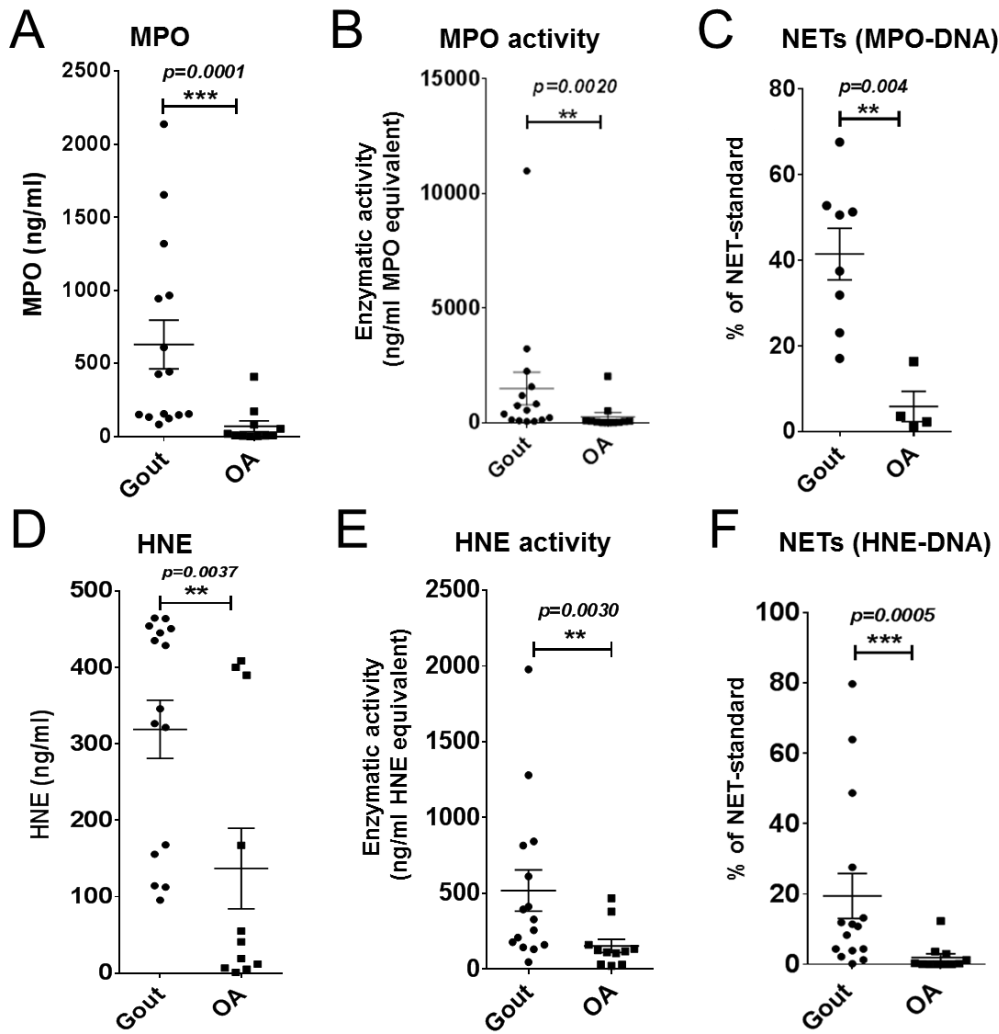 A
MPO
p=0.0001
***
MPO (ng/ml)
2500
2000
1500
1000
500
0
Gout
OA
B
MPO activity
p=0.0020
**
Enzymatic activity
(ng/ml MPO equivalent)
15000
10000
5000
0
Gout
OA
C
NETs (MPO-DNA)
p=0.004
**
% of NET-standard
80
60
40
20
0
Gout
OA
D
HNE
p=0.0037
**
HNE (ng/ml)
500
400
300
200
100
0
Gout
OA
E
HNE activity
p=0.0030
**
Enzymatic activity
(ng/ml HNE equivalent)
2500
2000
1500
1000
500
0
Gout
OA
F
NETs (HNE-DNA)
p=0.0005
***
% of NET-standard
100
80
60
40
20
0
Gout
OA